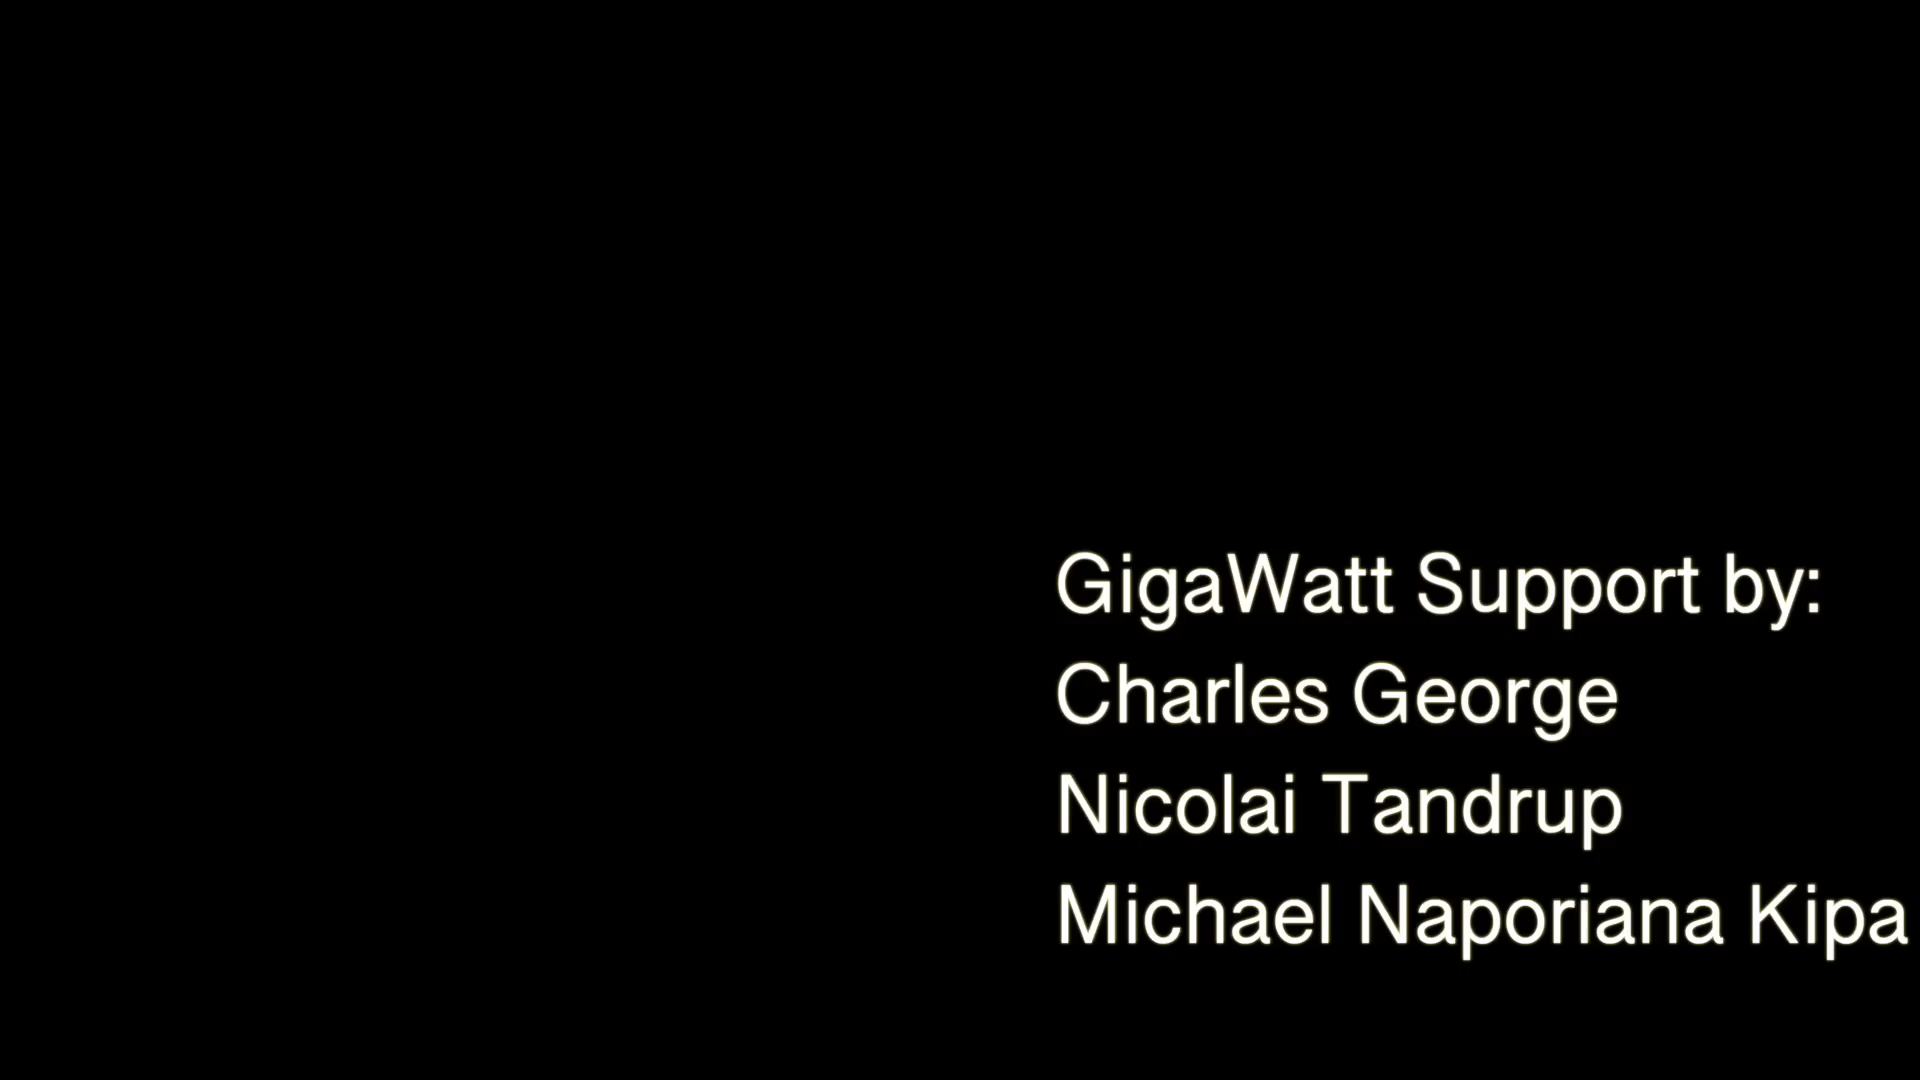 GigaWatt Support by:
Charles George
Nicolai Tandrup
Michael Naporiana Kipa